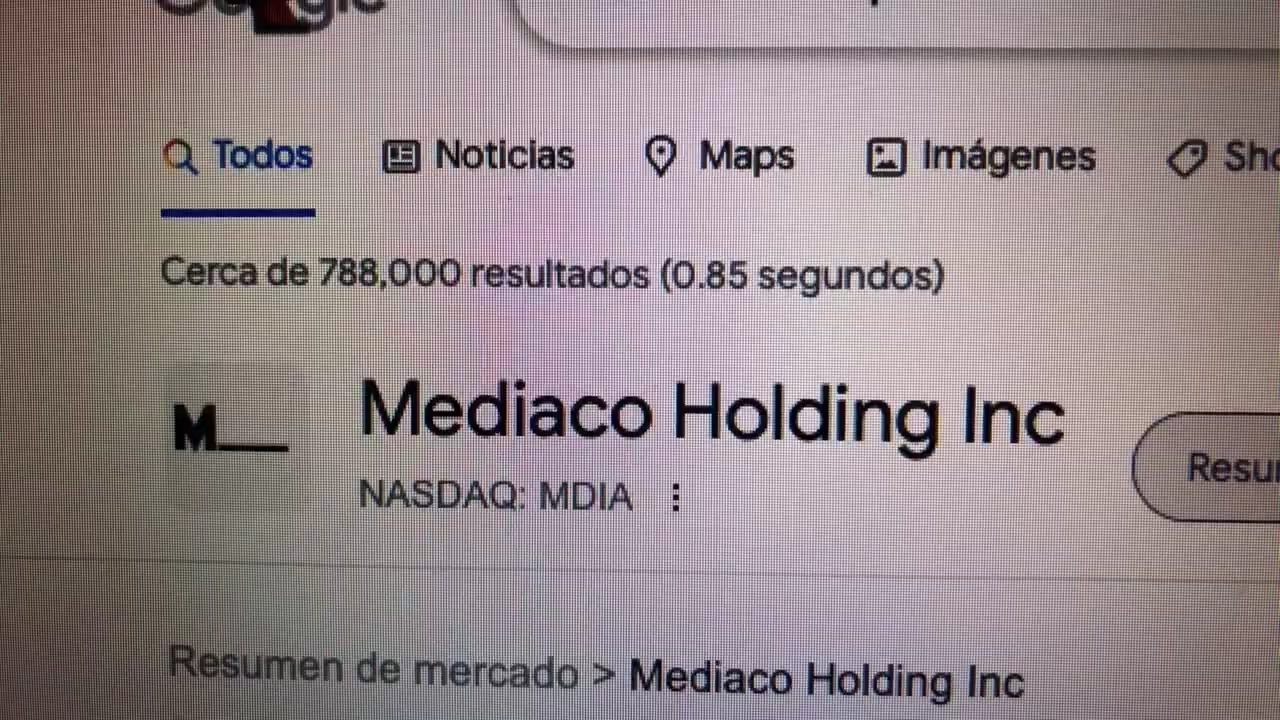 Todos Noticias Maps Imágenes
Cerca de 788,000 resultados (0.85 segundos)
M
Mediaco Holding Inc
NASDAQ: MDIA
Resumen de mercado > Mediaco Holding Inc